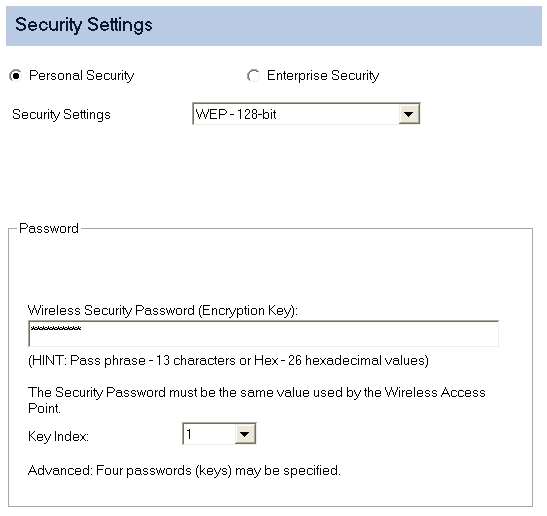 Security Settings
Personal Security Enterprise Security
Security Settings WEP - 128-bit
Password
Wireless Security Password (Encryption Key):
**********
(HINT: Pass phrase - 13 characters or Hex - 26 hexadecimal values)
The Security Password must be the same value used by the Wireless Access
Point.
Key Index: 1
Advanced: Four passwords (keys) may be specified.